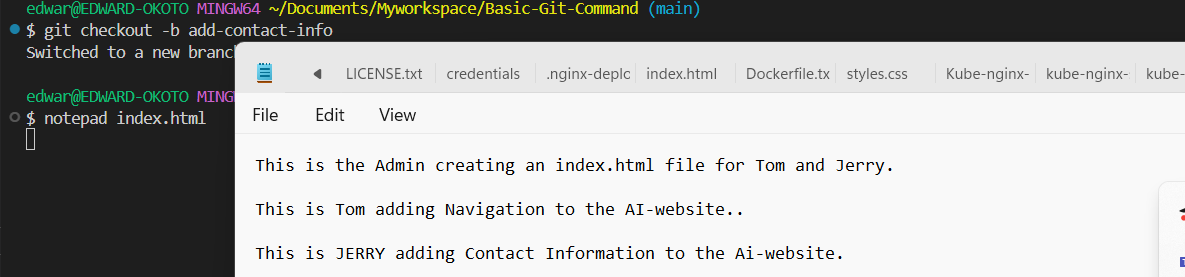 edwar@EDWARD-OKOTO MINGW64 ~/Documents/Myworkspace/Basic-Git-Command (main)
$ git checkout -b add-contact-info
Switched to a new branc
LICENSE.txt credentials .nginx-deplc index.html Dockerfile.tx styles.css Kube-nginx- kube-nginx- kube-
edwar@EDWARD-OKOTO MING
$ notepad index.html
File Edit View
This is the Admin creating an index.html file for Tom and Jerry.
This is Tom adding Navigation to the AI-website..
This is JERRY adding Contact Information to the Ai-website.